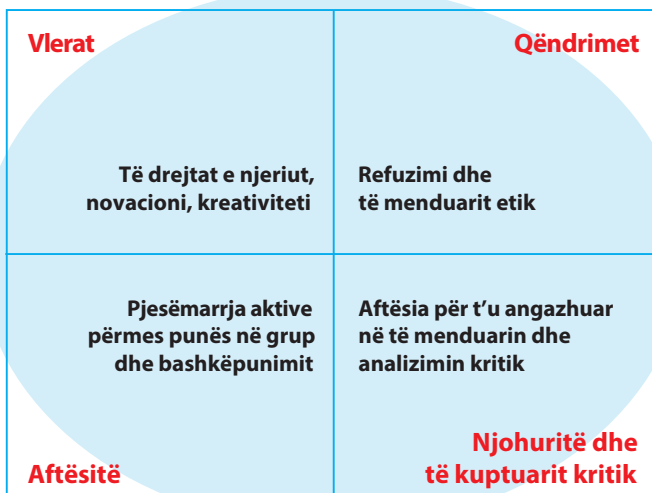 Vlerat
Qëndrimet
Të drejtat e njeriut,
novacioni, kreativiteti
Refuzimi dhe
të menduarit etik
Pjesëmarrja aktive
përmes punës në grup
dhe bashkëpunimit
Aftësia për t’u angazhuar
në të menduarin dhe
analizimin kritik
Aftësitë
Njohuritë dhe
të kuptuarit kritik